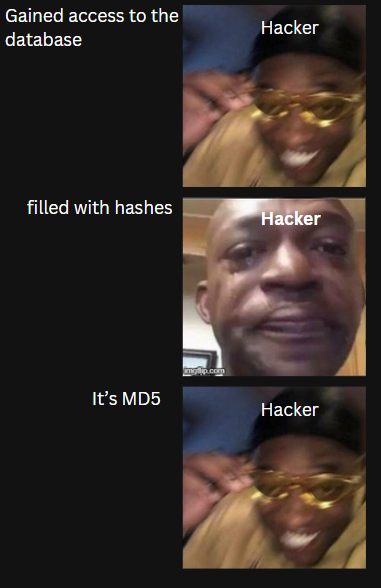 Gained access to the
database
Hacker
filled with hashes
Hacker
imgflip.com
It’s MD5
Hacker